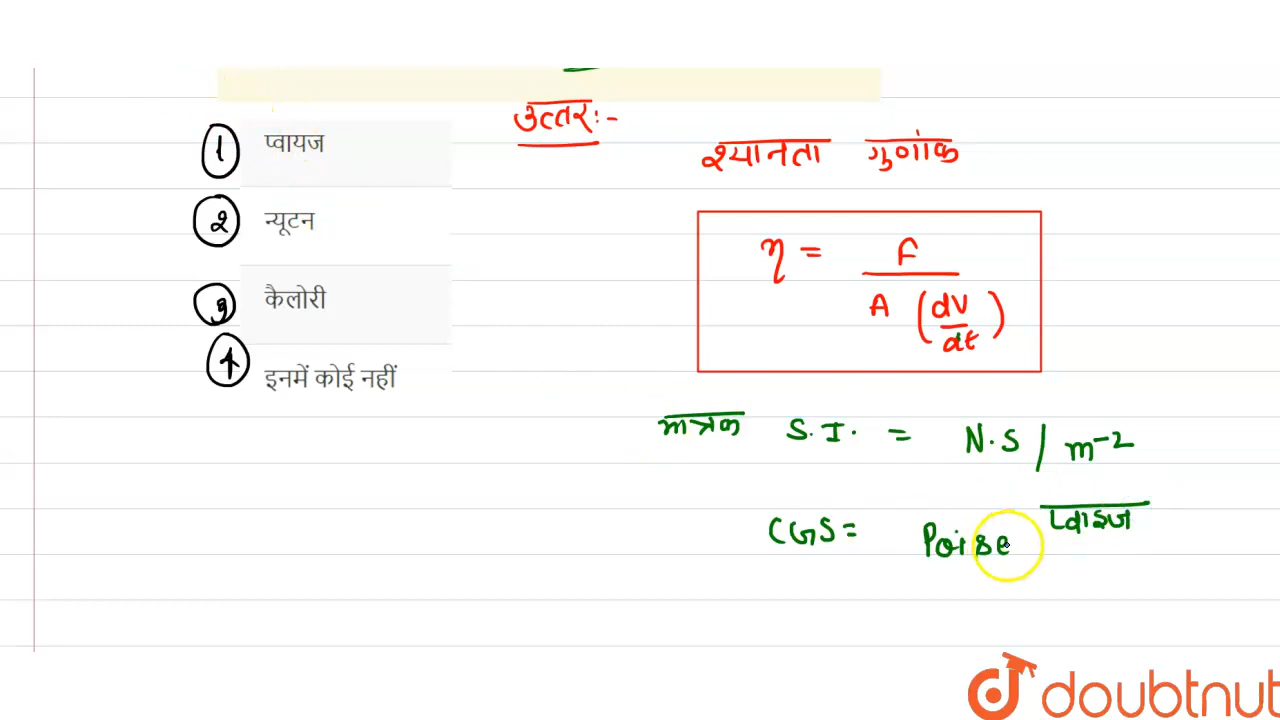 उत्तर:-
श्यानता गुणांक
1 प्वायज
2 न्यूटन
3 कैलोरी
4 इनमें कोई नहीं
η = F / A (dv/dt)
मात्रक S.I. = N.S / m⁻²
CGS = Poise प्वाइज
doubtnut